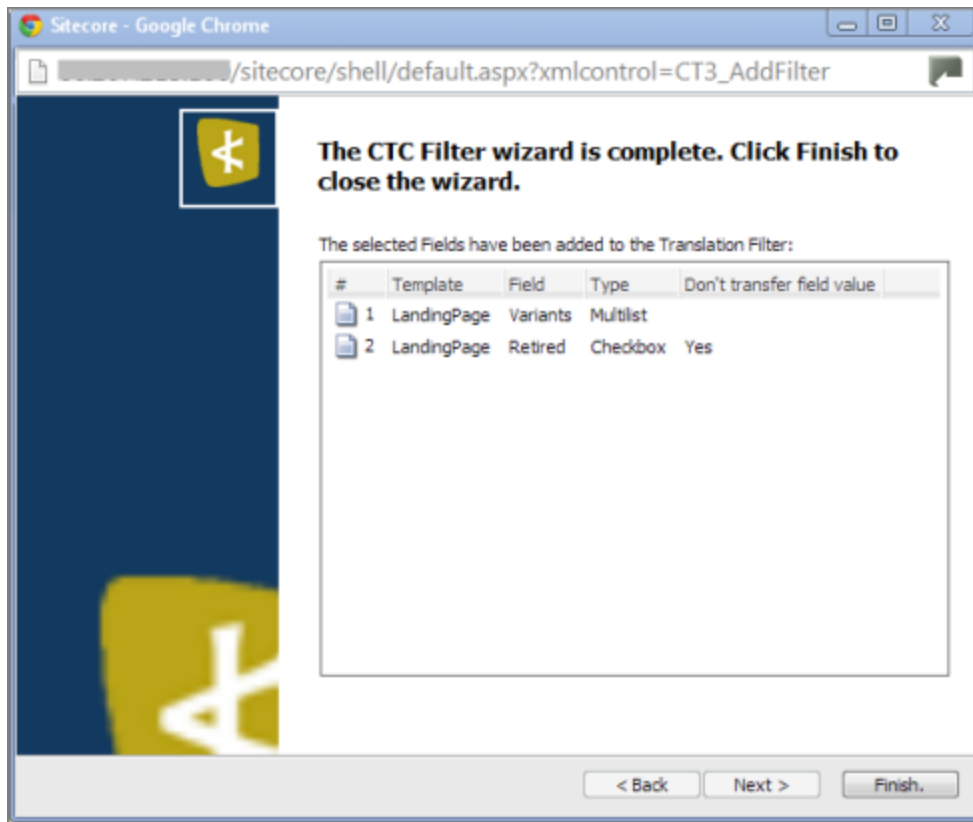 Sitecore - Google Chrome
/sitecore/shell/default.aspx?xmlcontrol=CT3_AddFilter
The CTC Filter wizard is complete. Click Finish to
close the wizard.
The selected Fields have been added to the Translation Filter:
# Template Field Type Don't transfer field value
1 LandingPage Variants Multilist
2 LandingPage Retired Checkbox Yes
< Back Next > Finish.